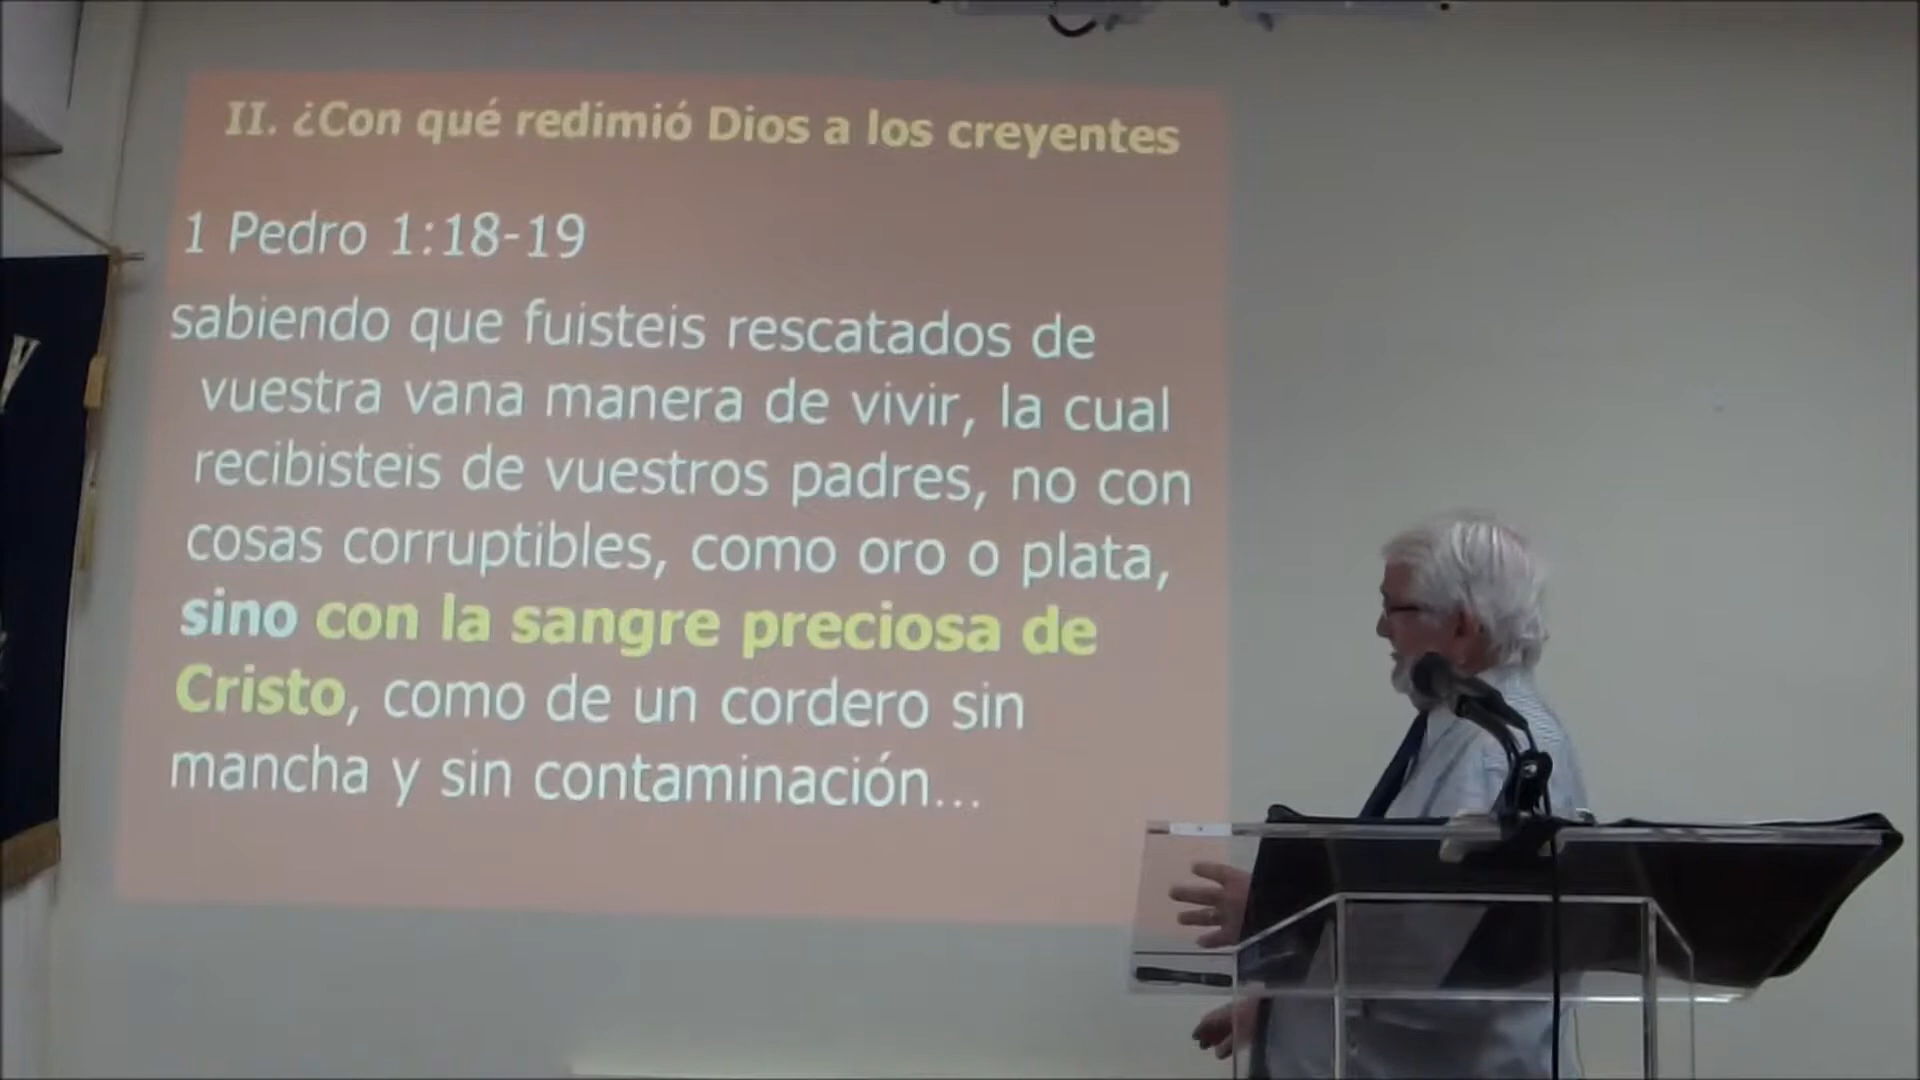 II. ¿Con qué redimió Dios a los creyentes
1 Pedro 1:18-19
sabiendo que fuisteis rescatados de
vuestra vana manera de vivir, la cual
recibisteis de vuestros padres, no con
cosas corruptibles, como oro o plata,
sino con la sangre preciosa de
Cristo, como de un cordero sin
mancha y sin contaminación...